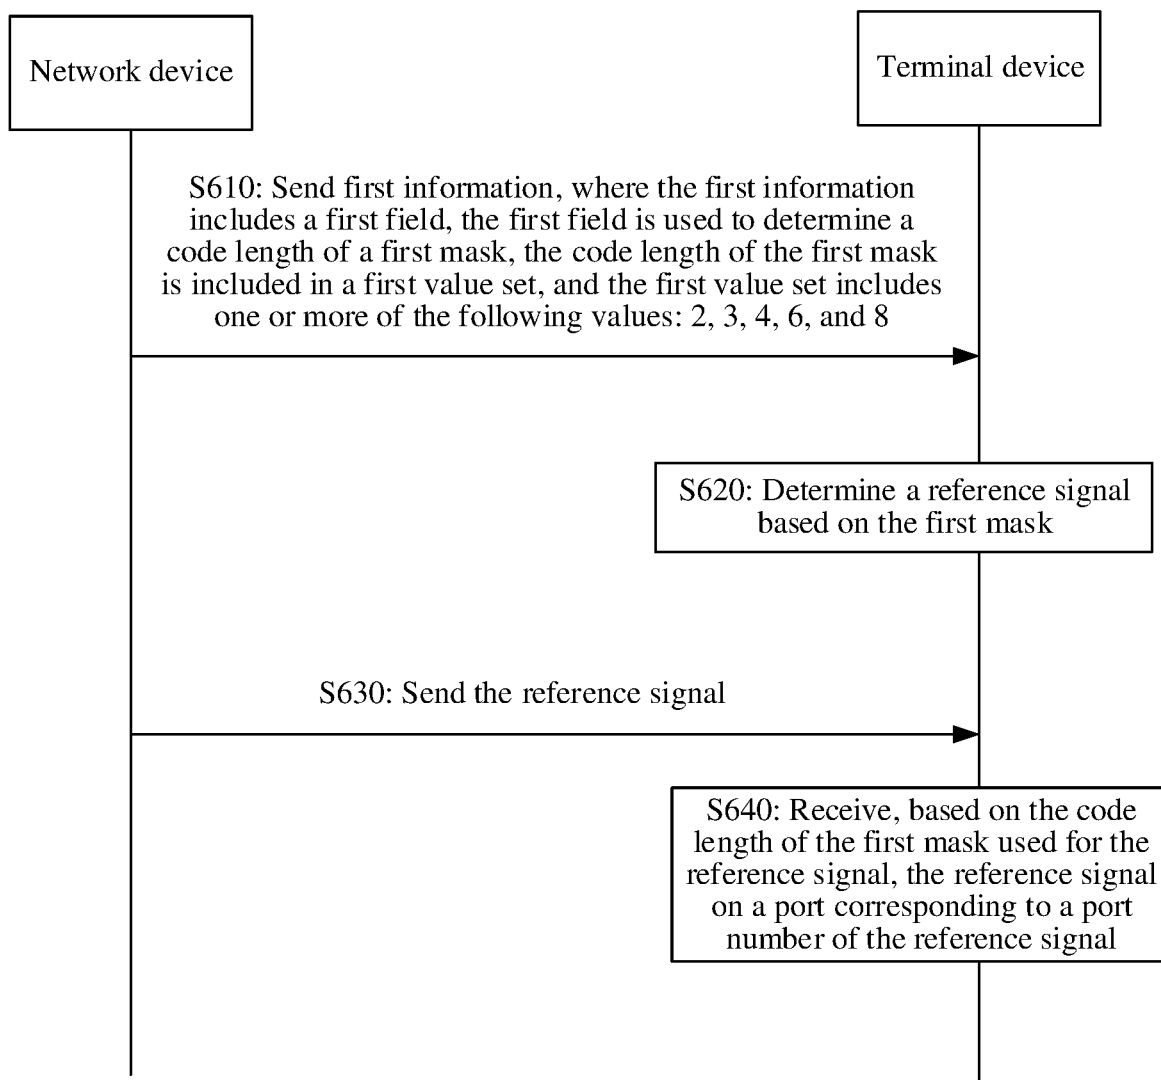 Network device
Terminal device
S610: Send first information, where the first information
includes a first field, the first field is used to determine a
code length of a first mask, the code length of the first mask
is included in a first value set, and the first value set includes
one or more of the following values: 2, 3, 4, 6, and 8
S620: Determine a reference signal
based on the first mask
S630: Send the reference signal
S640: Receive, based on the code
length of the first mask used for the
reference signal, the reference signal
on a port corresponding to a port
number of the reference signal